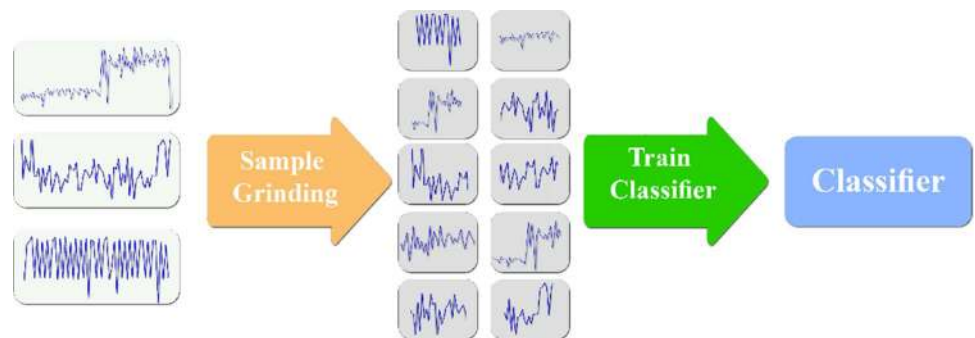 Sample
Grinding
Train
Classifier
Classifier